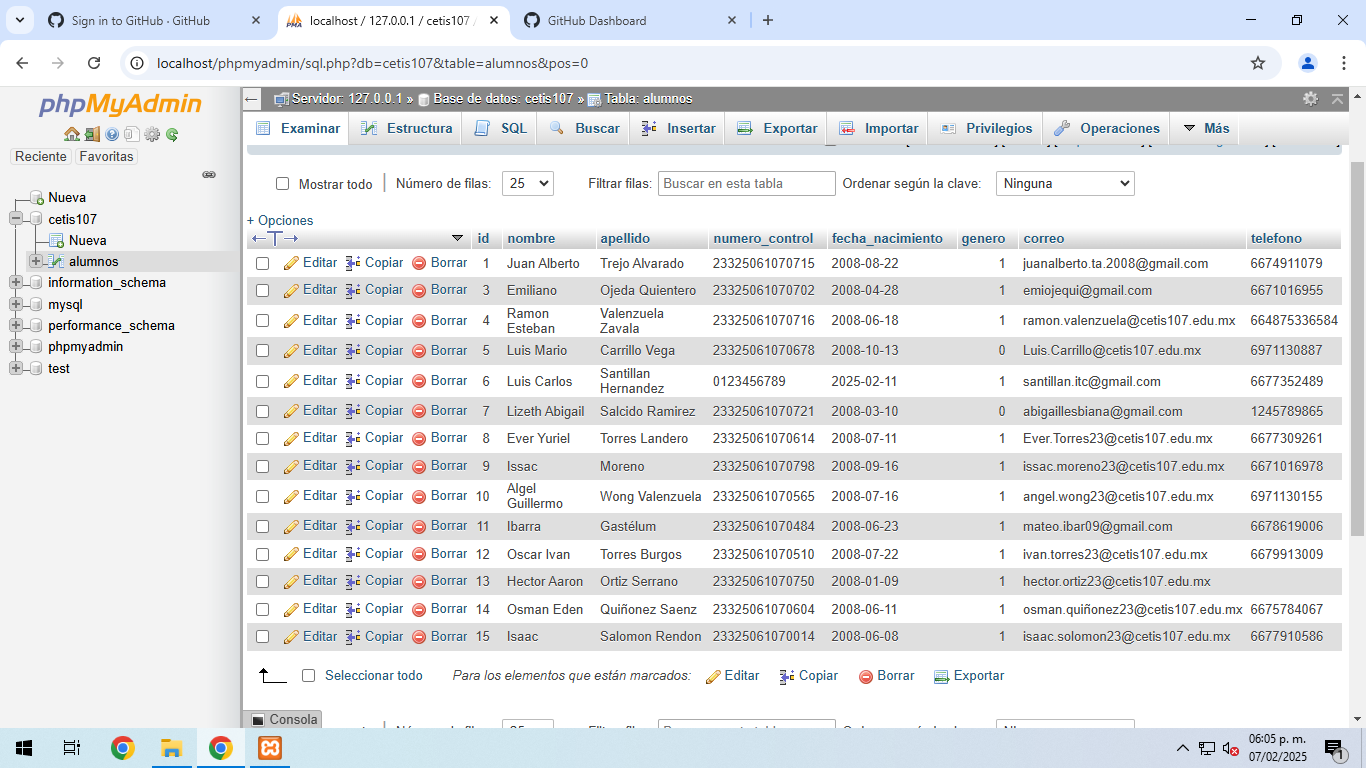 Sign in to GitHub · GitHub
localhost / 127.0.0.1 / cetis107 /
GitHub Dashboard
localhost/phpmyadmin/sql.php?db=cetis107&table=alumnos&pos=0
phpMyAdmin
Reciente Favoritas
Nueva
cetis107
Nueva
alumnos
information_schema
mysql
performance_schema
phpmyadmin
test
Servidor: 127.0.0.1 » Base de datos: cetis107 » Tabla: alumnos
Examinar Estructura SQL Buscar Insertar Exportar Importar Privilegios Operaciones Más
Mostrar todo Número de filas: 25 Filtrar filas: Buscar en esta tabla Ordenar según la clave: Ninguna
+ Opciones
←T→ id nombre apellido numero_control fecha_nacimiento genero correo telefono
Editar Copiar Borrar 1 Juan Alberto Trejo Alvarado 23325061070715 2008-08-22 1 juanalberto.ta.2008@gmail.com 6674911079
Editar Copiar Borrar 3 Emiliano Ojeda Quientero 23325061070702 2008-04-28 1 emiojequi@gmail.com 6671016955
Editar Copiar Borrar 4 Ramon Esteban Valenzuela Zavala 23325061070716 2008-06-18 1 ramon.valenzuela@cetis107.edu.mx 664875336584
Editar Copiar Borrar 5 Luis Mario Carrillo Vega 23325061070678 2008-10-13 0 Luis.Carrillo@cetis107.edu.mx 6971130887
Editar Copiar Borrar 6 Luis Carlos Santillan Hernandez 0123456789 2025-02-11 1 santillan.itc@gmail.com 6677352489
Editar Copiar Borrar 7 Lizeth Abigail Salcido Ramirez 23325061070721 2008-03-10 0 abigaillesbiana@gmail.com 1245789865
Editar Copiar Borrar 8 Ever Yuriel Torres Landero 23325061070614 2008-07-11 1 Ever.Torres23@cetis107.edu.mx 6677309261
Editar Copiar Borrar 9 Issac Moreno 23325061070798 2008-09-16 1 issac.moreno23@cetis107.edu.mx 6671016978
Editar Copiar Borrar 10 Algel Guillermo Wong Valenzuela 23325061070565 2008-07-16 1 angel.wong23@cetis107.edu.mx 6971130155
Editar Copiar Borrar 11 Ibarra Gastélum 23325061070484 2008-06-23 1 mateo.ibar09@gmail.com 6678619006
Editar Copiar Borrar 12 Oscar Ivan Torres Burgos 23325061070510 2008-07-22 1 ivan.torres23@cetis107.edu.mx 6679913009
Editar Copiar Borrar 13 Hector Aaron Ortiz Serrano 23325061070750 2008-01-09 1 hector.ortiz23@cetis107.edu.mx
Editar Copiar Borrar 14 Osman Eden Quiñonez Saenz 23325061070604 2008-06-11 1 osman.quiñonez23@cetis107.edu.mx 6675784067
Editar Copiar Borrar 15 Isaac Salomon Rendon 23325061070014 2008-06-08 1 isaac.solomon23@cetis107.edu.mx 6677910586
Seleccionar todo Para los elementos que están marcados: Editar Copiar Borrar Exportar
Consola
06:05 p. m.
07/02/2025
1